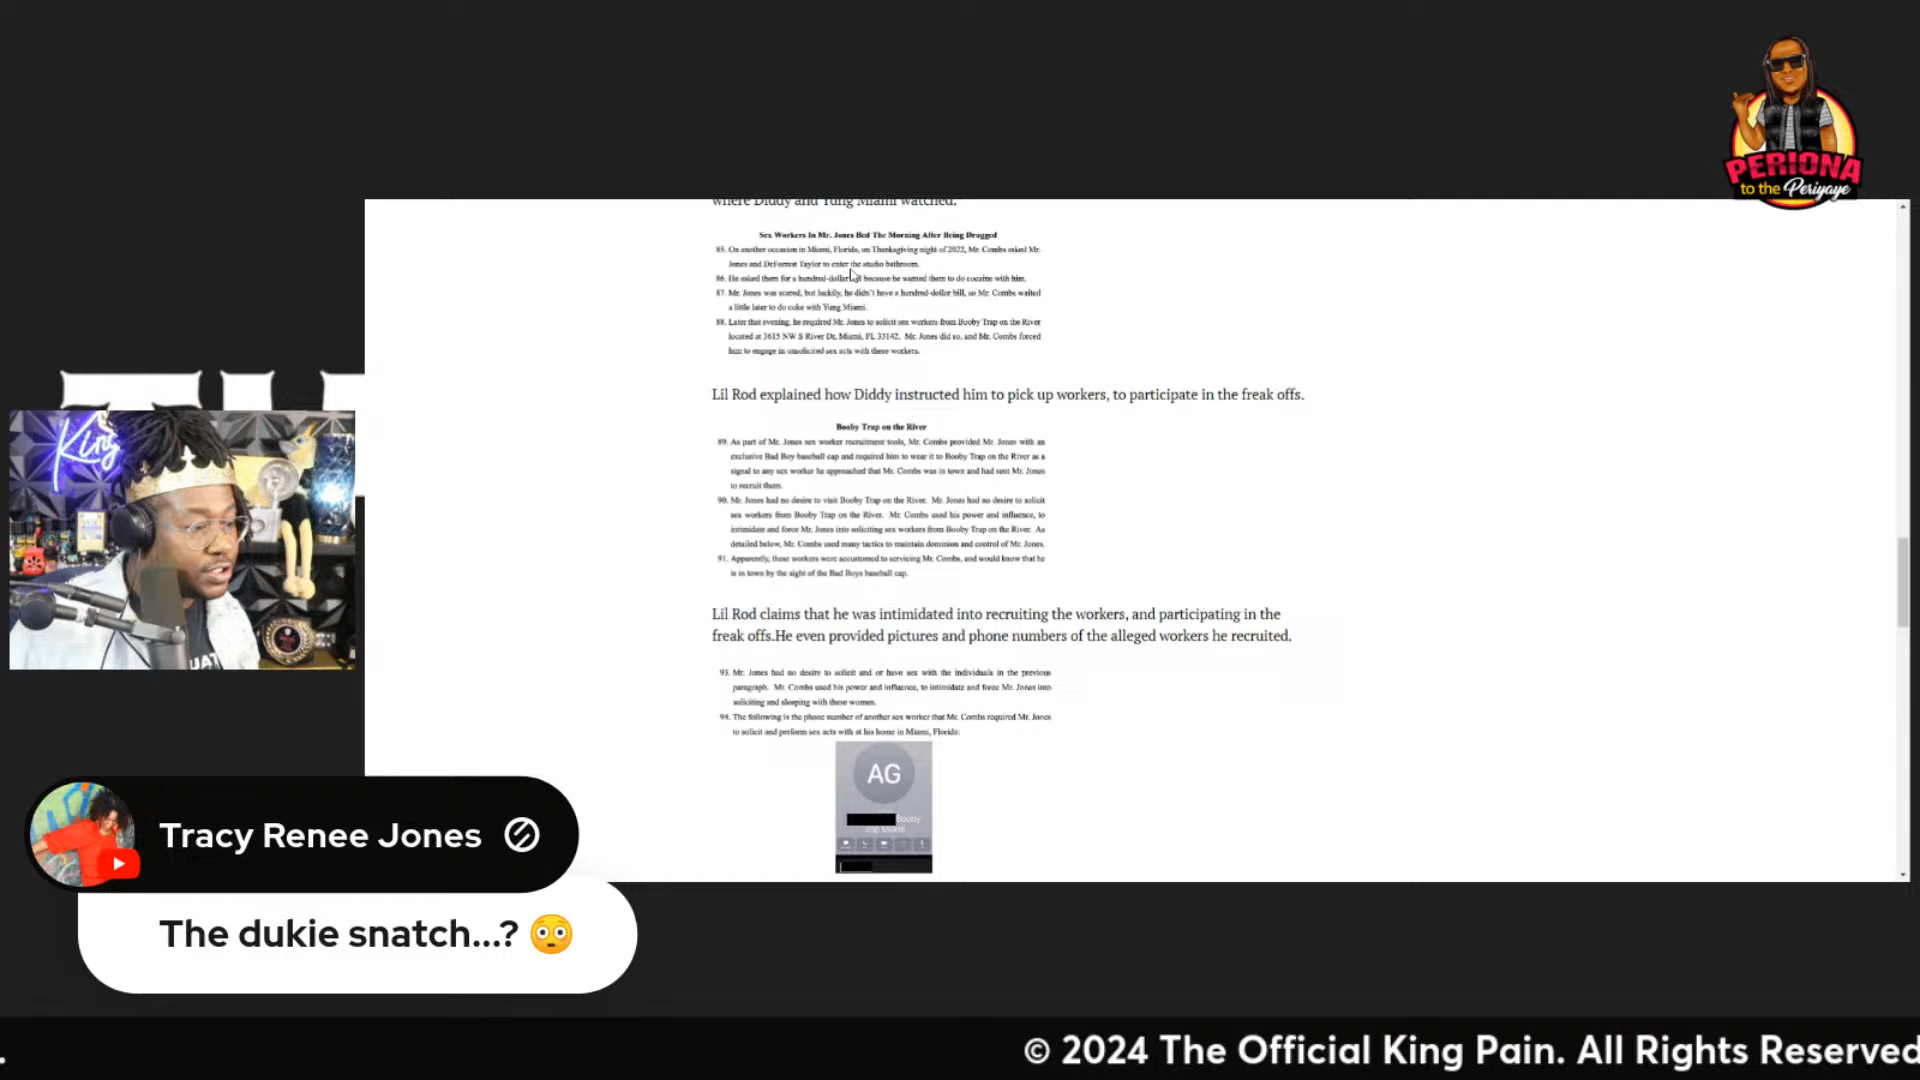 PERIONA
to the Periyaye
where Diddy and Yung Miami watched.
Sex Workers In Mr. Jones Bed The Morning After Being Drugged
85. On another occasion in Miami, Florida, on Thanksgiving night of 2022, Mr. Combs asked Mr.
Jones and DeForrest Taylor to enter the studio bathroom.
86. He asked them for a hundred-dollar bill because he wanted them to do cocaine with him.
87. Mr. Jones was scared, but luckily, he didn't have a hundred-dollar bill, so Mr. Combs waited
a little later to do coke with Yung Miami.
88. Later that evening, he required Mr. Jones to solicit sex workers from Booby Trap on the River
located at 3615 NW S River Dr, Miami, FL 33142. Mr. Jones did so, and Mr. Combs forced
him to engage in unsolicited sex acts with these workers.
Lil Rod explained how Diddy instructed him to pick up workers, to participate in the freak offs.
Booby Trap on the River
89. As part of Mr. Jones sex worker recruitment tools, Mr. Combs provided Mr. Jones with an
exclusive Bad Boy baseball cap and required him to wear it to Booby Trap on the River as a
signal to any sex worker he approached that Mr. Combs was in town and had sent Mr. Jones
to recruit them.
90. Mr. Jones had no desire to visit Booby Trap on the River. Mr. Jones had no desire to solicit
sex workers from Booby Trap on the River. Mr. Combs used his power and influence, to
intimidate and force Mr. Jones into soliciting sex workers from Booby Trap on the River. As
detailed below, Mr. Combs used many tactics to maintain dominion and control of Mr. Jones.
91. Apparently, these workers were accustomed to servicing Mr. Combs, and would know that he
is in town by the sight of the Bad Boys baseball cap.
Lil Rod claims that he was intimidated into recruiting the workers, and participating in the
freak offs.He even provided pictures and phone numbers of the alleged workers he recruited.
93. Mr. Jones had no desire to solicit and or have sex with the individuals in the previous
paragraph. Mr. Combs used his power and influence, to intimidate and force Mr. Jones into
soliciting and sleeping with these women.
94. The following is the phone number of another sex worker that Mr. Combs required Mr. Jones
to solicit and perform sex acts with at his home in Miami, Florida:
AG
Booby
Trap Miami
King
Tracy Renee Jones
The dukie snatch...? 😳
© 2024 The Official King Pain. All Rights Reserved